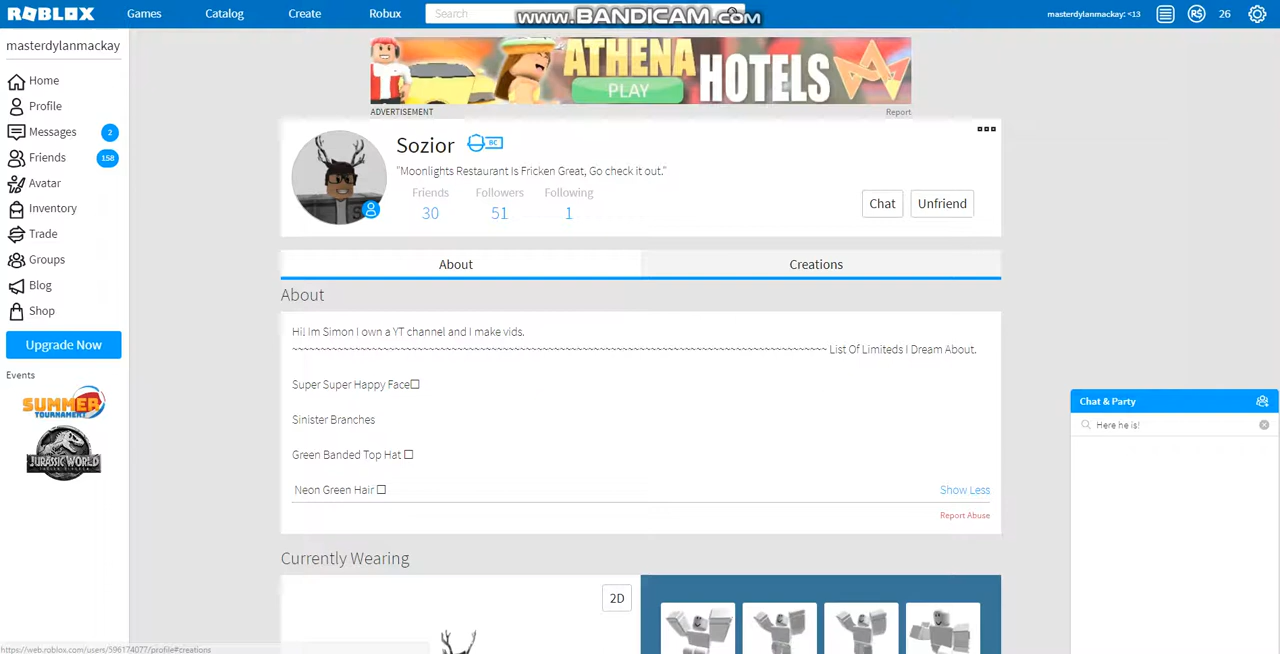 ROBLOX Games Catalog Create Robux Search www.BANDICAM.COM masterdylanmackay: <13 R$ 26
masterdylanmackay
Home
Profile
Messages 2
Friends 158
Avatar
Inventory
Trade
Groups
Blog
Shop
Upgrade Now
Events
SUMMER
TOURNAMENT
JURASSIC WORLD
ATHENA HOTELS
PLAY
ADVERTISEMENT Report
Sozior BC
"Moonlights Restaurant Is Fricken Great, Go check it out."
Friends Followers Following
30 51 1
Chat Unfriend
About Creations
About
Hi! Im Simon I own a YT channel and I make vids.
~~~~~~~~~~~~~~~~~~~~~~~~~~~~~~~~~~~~~~~~~~~~~~~~~~~~~~~~~~~~~~~~~~~~~~~~~~~~~~~~~~~~~~~ List Of Limiteds I Dream About.
Super Super Happy Face☐
Sinister Branches
Green Banded Top Hat ☐
Neon Green Hair ☐ Show Less
Report Abuse
Currently Wearing
2D
Chat & Party
Here he is!
https://web.roblox.com/users/596174077/profile#creations